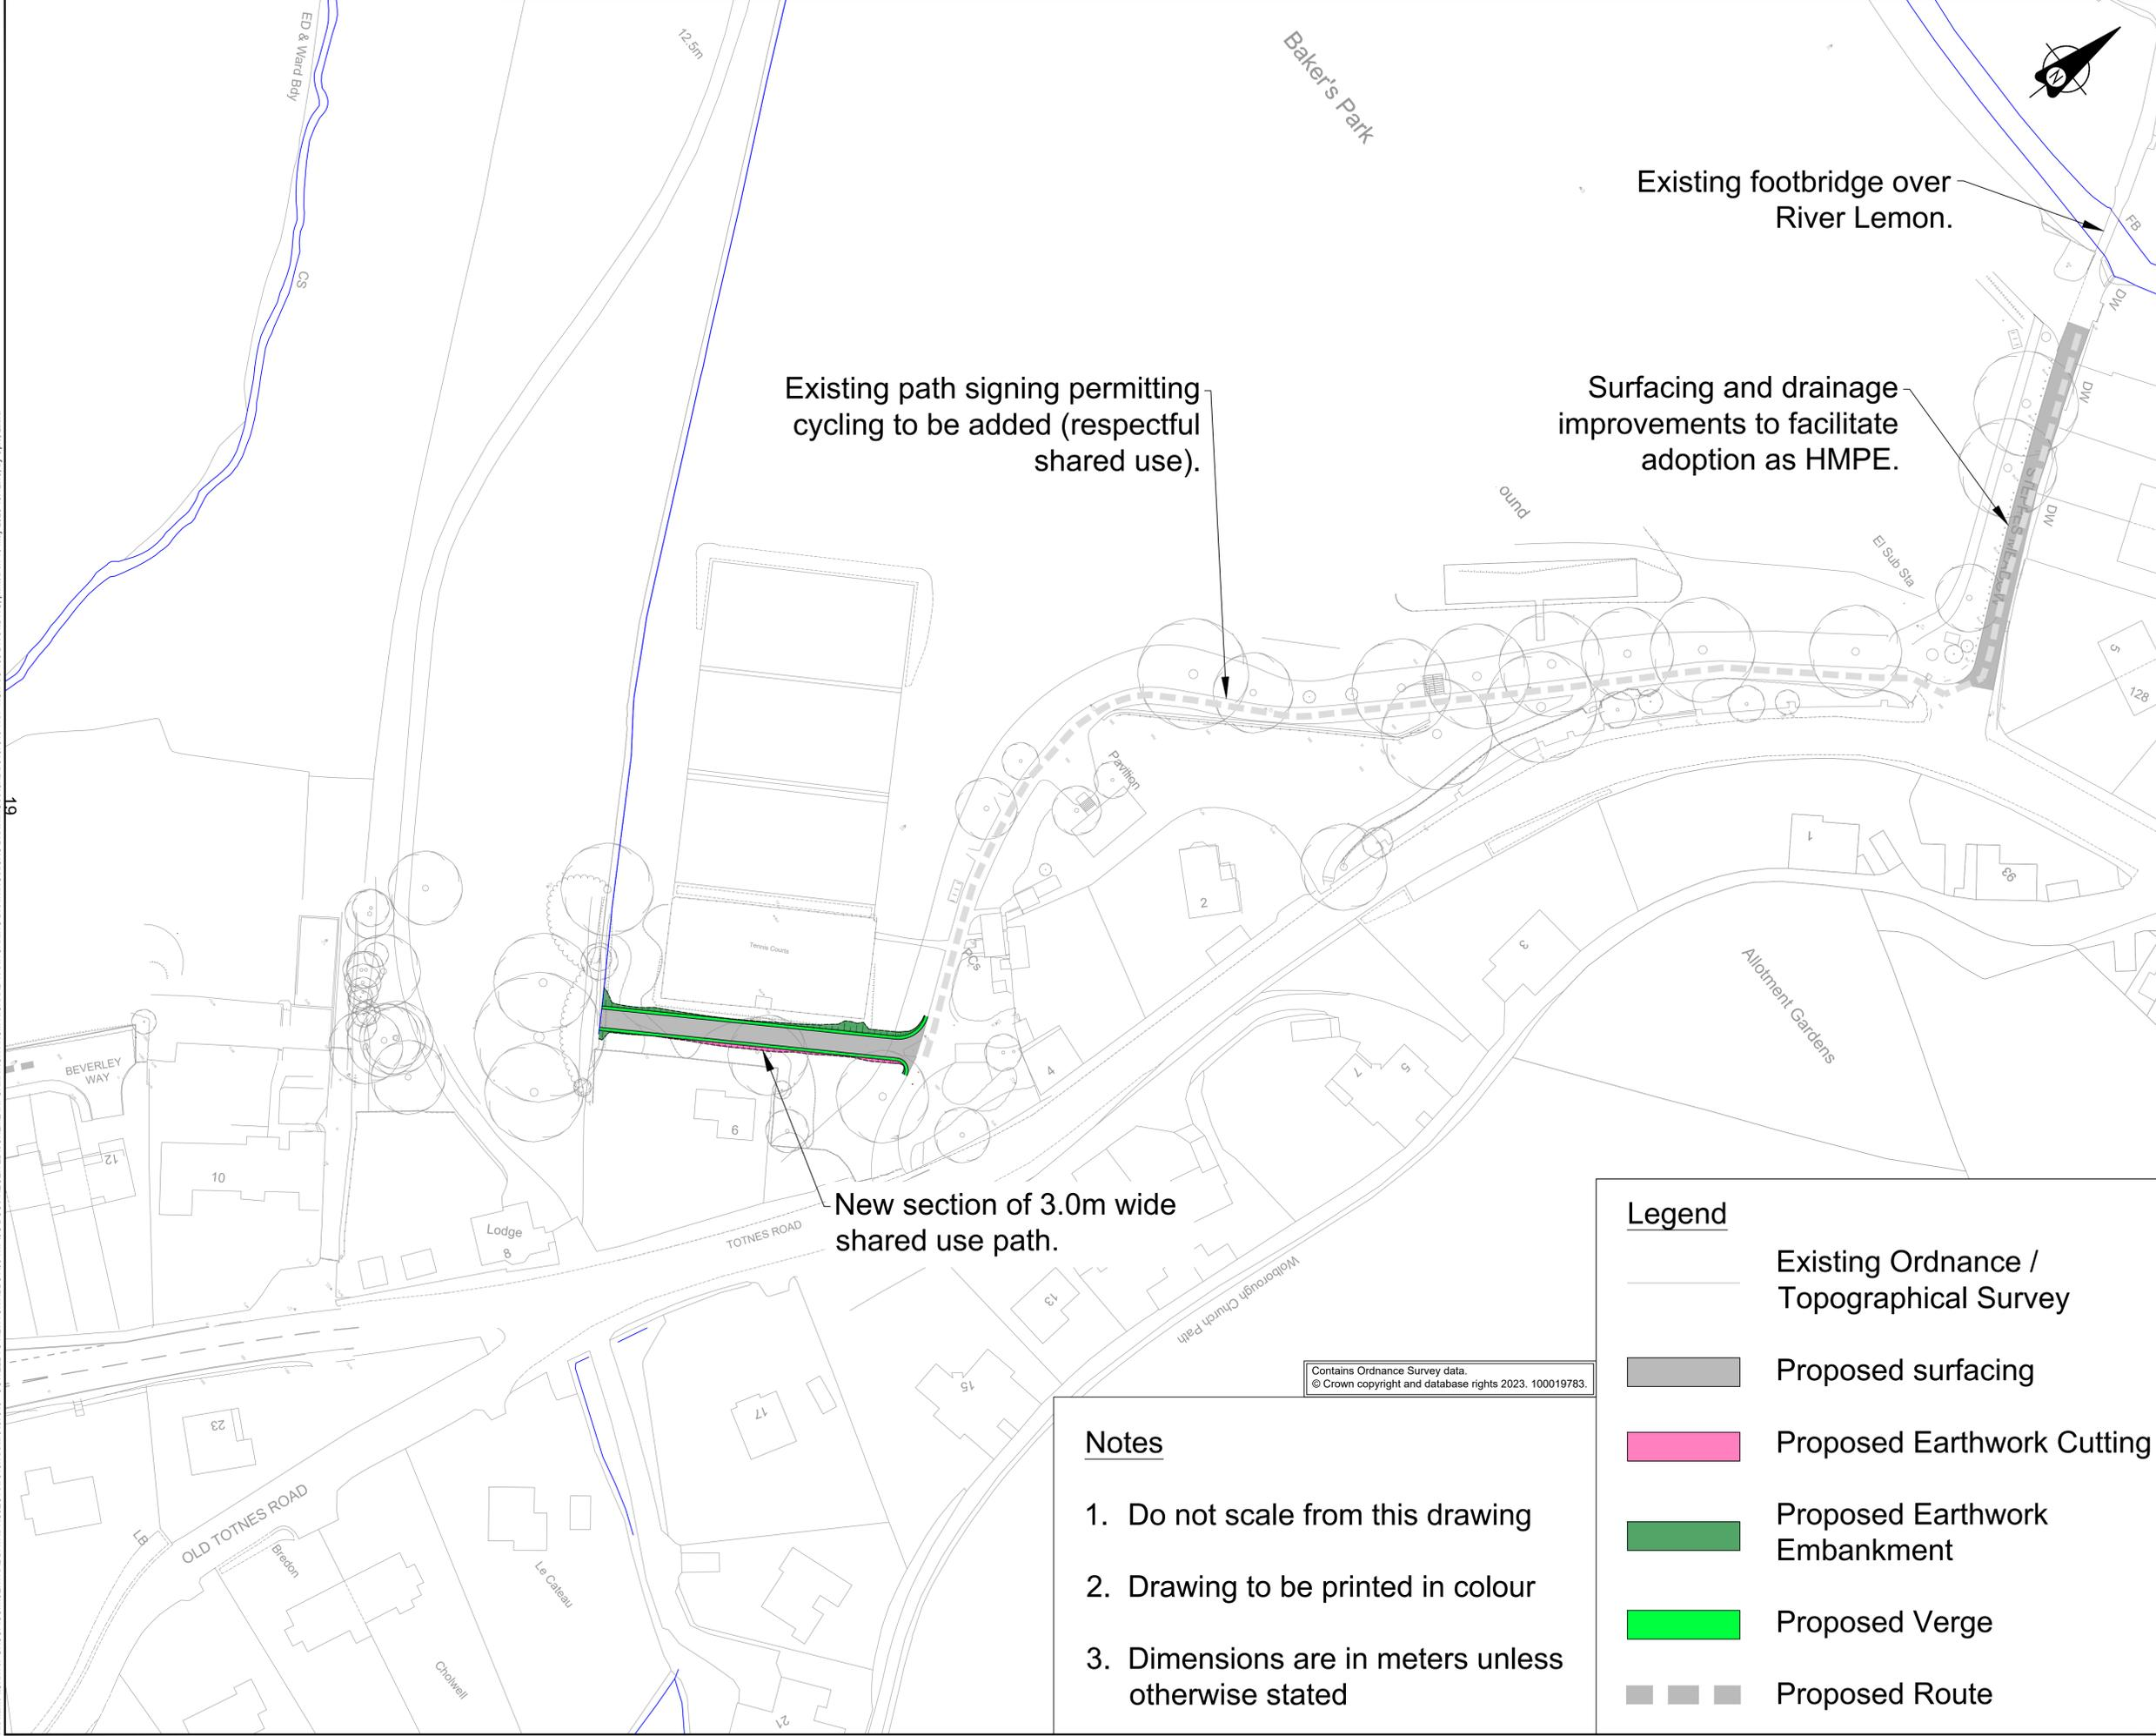 ED & Ward Bdy
12.5m
Baker's Park
N
Existing footbridge over
River Lemon.
FB
CS
DW
Existing path signing permitting
cycling to be added (respectful
shared use).
Surfacing and drainage
improvements to facilitate
adoption as HMPE.
DW
DW
ound
El Sub Sta
5
128
Pavilion
19
1
93
2
Tennis Courts
PCs
3
Allotment Gardens
BEVERLEY
WAY
4
7
5
6
12
10
New section of 3.0m wide
shared use path.
Lodge
8
TOTNES ROAD
Wolborough Church Path
13
15
17
23
OLD TOTNES ROAD
LB
Bredon
Le Cateau
Cholwell
21
Contains Ordnance Survey data.
© Crown copyright and database rights 2023. 100019783.
Notes
1. Do not scale from this drawing
2. Drawing to be printed in colour
3. Dimensions are in meters unless
otherwise stated
Legend
Existing Ordnance /
Topographical Survey
Proposed surfacing
Proposed Earthwork Cutting
Proposed Earthwork
Embankment
Proposed Verge
Proposed Route